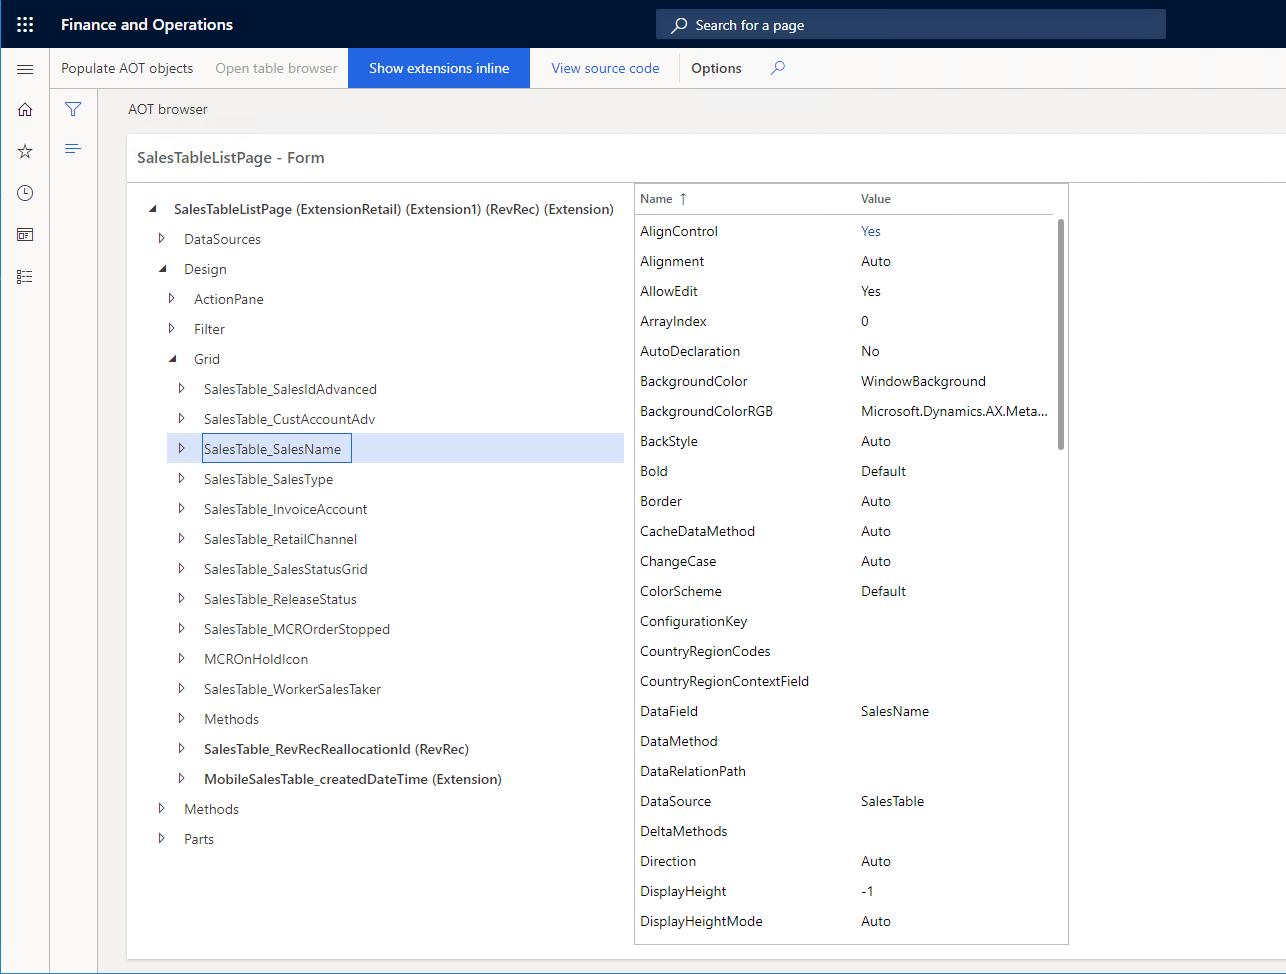 Finance and Operations
Search for a page
Populate AOT objects Open table browser Show extensions inline View source code Options
AOT browser
SalesTableListPage - Form
SalesTableListPage (ExtensionRetail) (Extension1) (RevRec) (Extension)
DataSources
Design
ActionPane
Filter
Grid
SalesTable_SalesIdAdvanced
SalesTable_CustAccountAdv
SalesTable_SalesName
SalesTable_SalesType
SalesTable_InvoiceAccount
SalesTable_RetailChannel
SalesTable_SalesStatusGrid
SalesTable_ReleaseStatus
SalesTable_MCROrderStopped
MCROnHoldIcon
SalesTable_WorkerSalesTaker
Methods
SalesTable_RevRecReallocationId (RevRec)
MobileSalesTable_createdDateTime (Extension)
Methods
Parts
Name ↑ Value
AlignControl Yes
Alignment Auto
AllowEdit Yes
ArrayIndex 0
AutoDeclaration No
BackgroundColor WindowBackground
BackgroundColorRGB Microsoft.Dynamics.AX.Meta...
BackStyle Auto
Bold Default
Border Auto
CacheDataMethod Auto
ChangeCase Auto
ColorScheme Default
ConfigurationKey
CountryRegionCodes
CountryRegionContextField
DataField SalesName
DataMethod
DataRelationPath
DataSource SalesTable
DeltaMethods
Direction Auto
DisplayHeight -1
DisplayHeightMode Auto